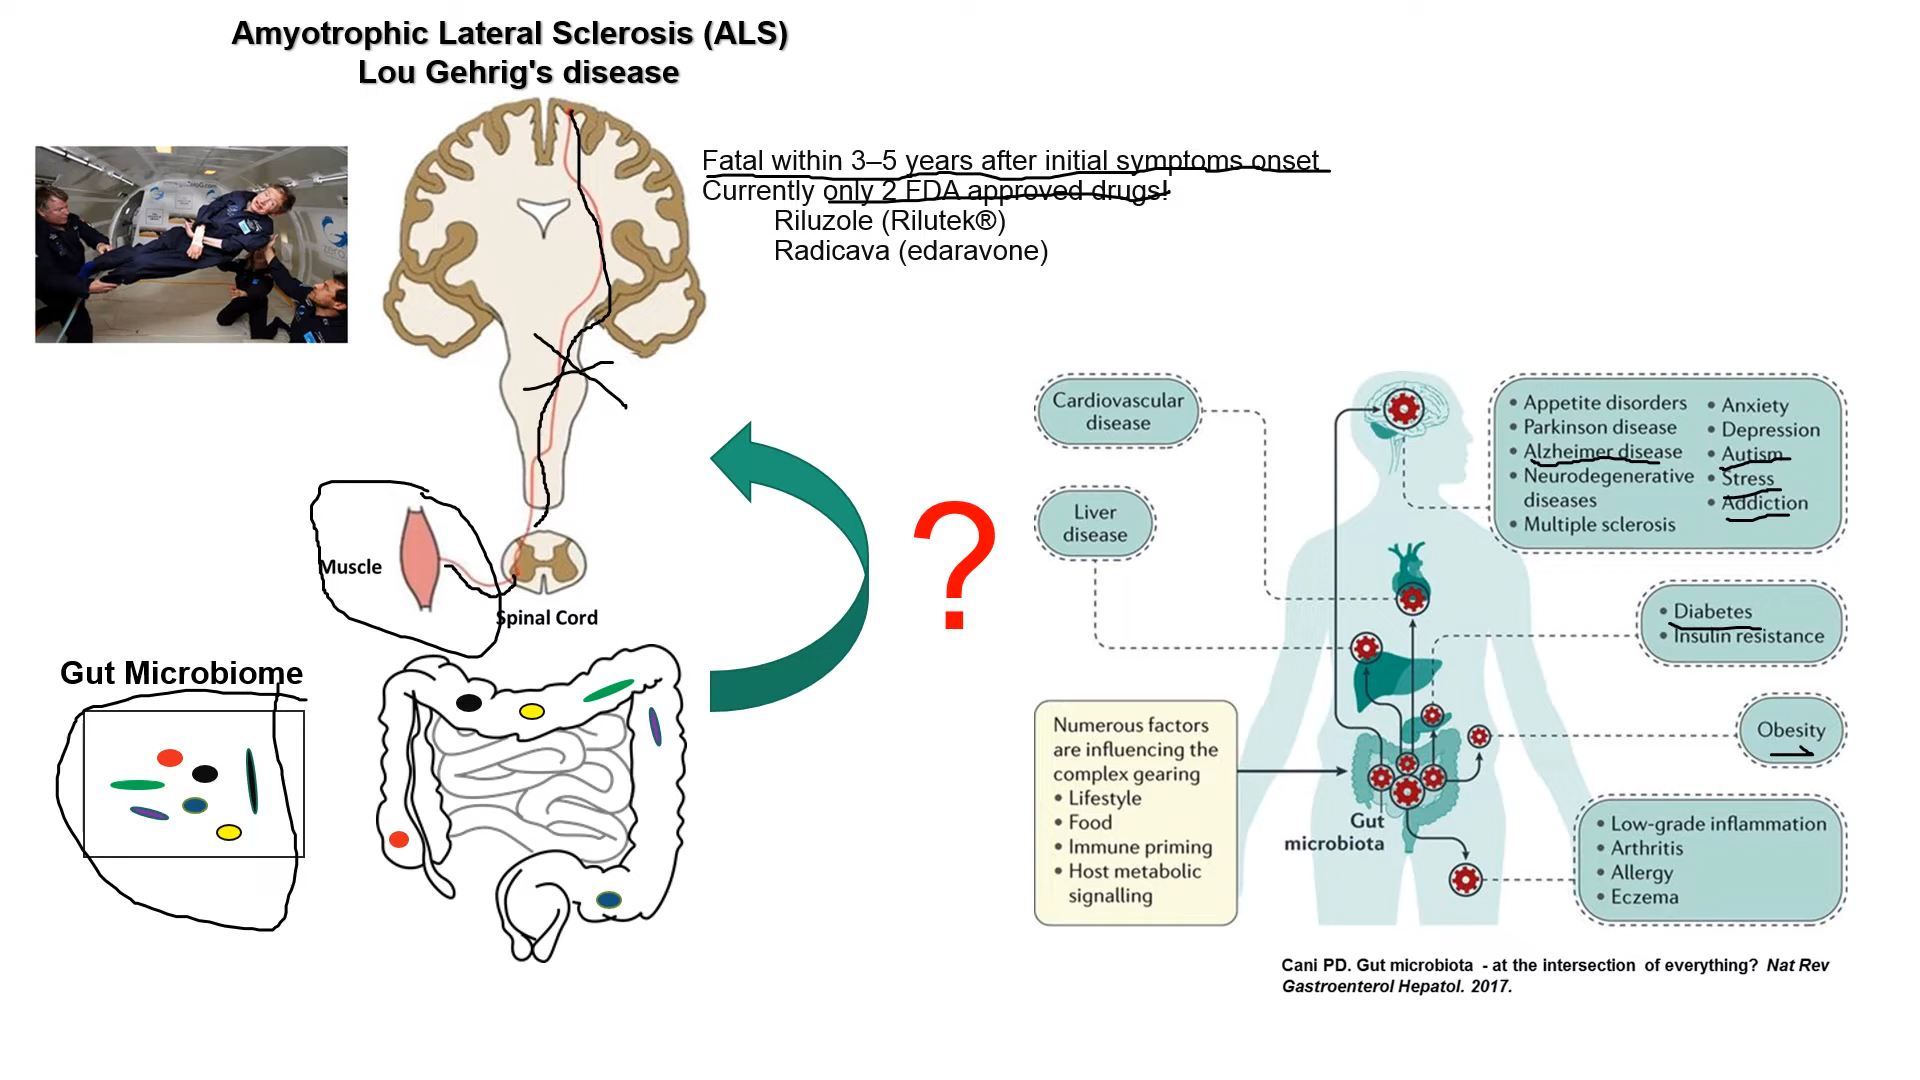 Amyotrophic Lateral Sclerosis (ALS)
Lou Gehrig's disease
Fatal within 3–5 years after initial symptoms onset
Currently only 2 FDA approved drugs!
Riluzole (Rilutek®)
Radicava (edaravone)
Muscle
Spinal Cord
Gut Microbiome
?
Cardiovascular
disease
Liver
disease
• Appetite disorders
• Parkinson disease
• Alzheimer disease
• Neurodegenerative
diseases
• Multiple sclerosis
• Anxiety
• Depression
• Autism
• Stress
• Addiction
• Diabetes
• Insulin resistance
Obesity
Numerous factors
are influencing the
complex gearing
• Lifestyle
• Food
• Immune priming
• Host metabolic
signalling
Gut
microbiota
• Low-grade inflammation
• Arthritis
• Allergy
• Eczema
Cani PD. Gut microbiota - at the intersection of everything? Nat Rev
Gastroenterol Hepatol. 2017.